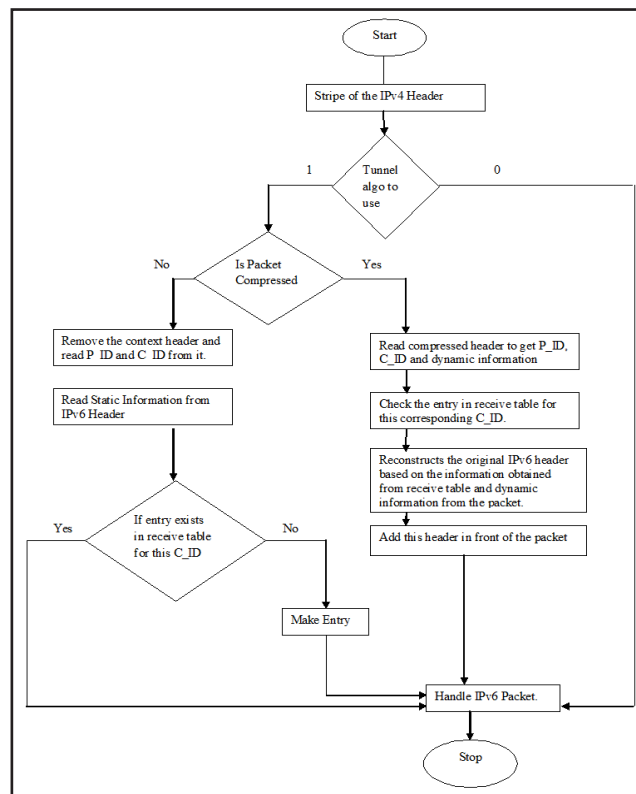 Start
Stripe of the IPv4 Header
1
Tunnel
algo to
use
0
No
Is Packet
Compressed
Yes
Remove the context header and
read P_ID and C_ID from it.
Read compressed header to get P_ID,
C_ID and dynamic information
Read Static Information from
IPv6 Header
Check the entry in receive table for
this corresponding C_ID.
Reconstructs the original IPv6 header
based on the information obtained
from receive table and dynamic
information from the packet.
Yes
If entry exists
in receive table
for this C_ID
No
Add this header in front of the packet
Make Entry
Handle IPv6 Packet.
Stop